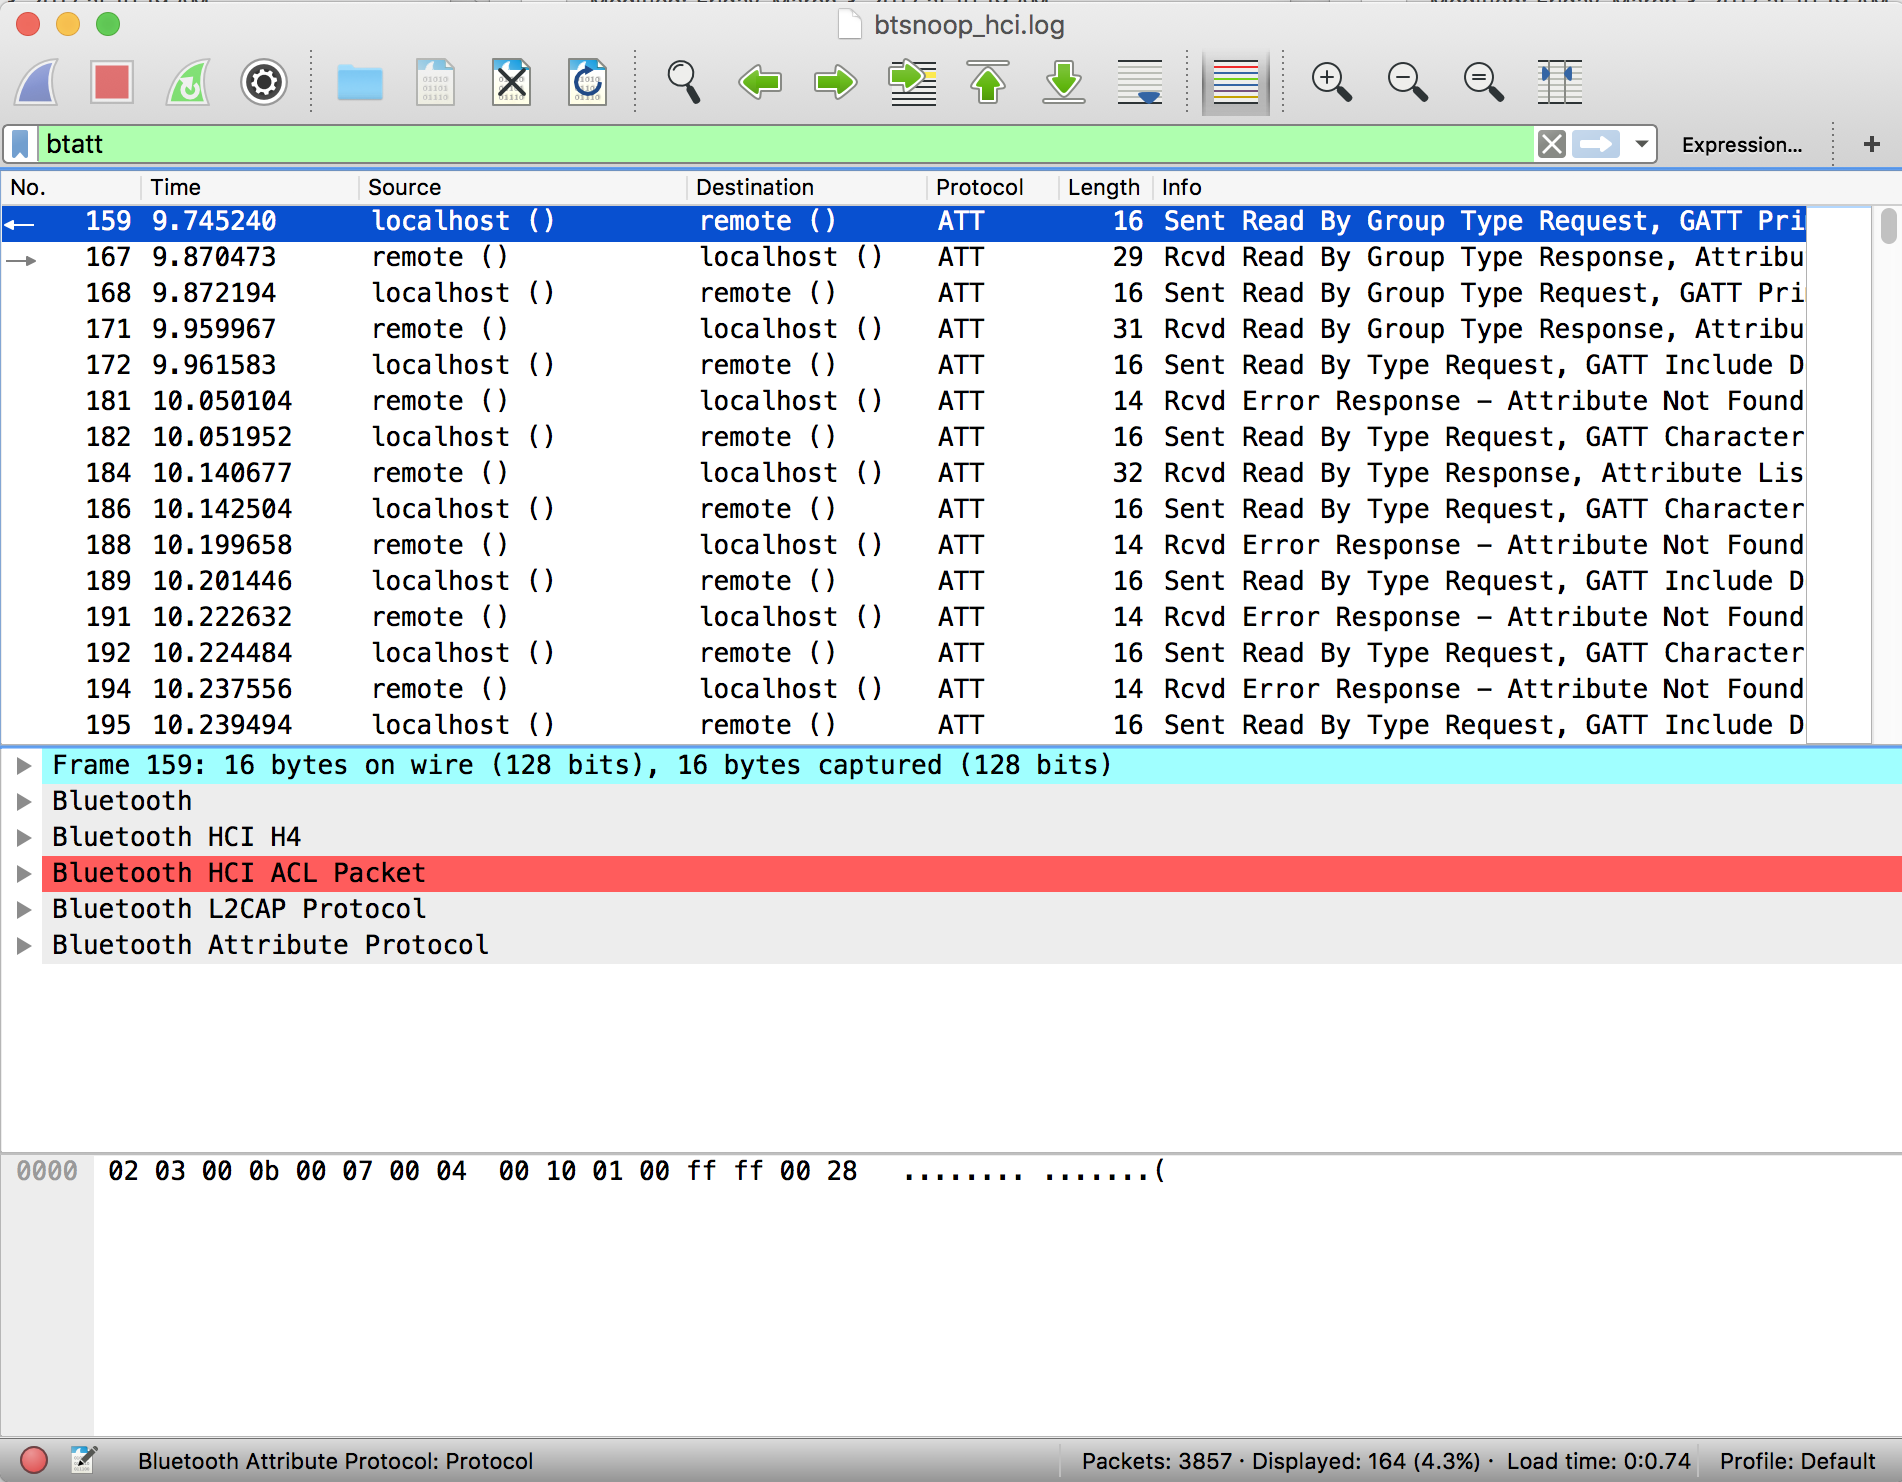 btsnoop_hci.log
btatt
Expression...
+
No. Time Source Destination Protocol Length Info
159 9.745240 localhost () remote () ATT 16 Sent Read By Group Type Request, GATT Pri
167 9.870473 remote () localhost () ATT 29 Rcvd Read By Group Type Response, Attribu
168 9.872194 localhost () remote () ATT 16 Sent Read By Group Type Request, GATT Pri
171 9.959967 remote () localhost () ATT 31 Rcvd Read By Group Type Response, Attribu
172 9.961583 localhost () remote () ATT 16 Sent Read By Type Request, GATT Include D
181 10.050104 remote () localhost () ATT 14 Rcvd Error Response – Attribute Not Found
182 10.051952 localhost () remote () ATT 16 Sent Read By Type Request, GATT Character
184 10.140677 remote () localhost () ATT 32 Rcvd Read By Type Response, Attribute Lis
186 10.142504 localhost () remote () ATT 16 Sent Read By Type Request, GATT Character
188 10.199658 remote () localhost () ATT 14 Rcvd Error Response – Attribute Not Found
189 10.201446 localhost () remote () ATT 16 Sent Read By Type Request, GATT Include D
191 10.222632 remote () localhost () ATT 14 Rcvd Error Response – Attribute Not Found
192 10.224484 localhost () remote () ATT 16 Sent Read By Type Request, GATT Character
194 10.237556 remote () localhost () ATT 14 Rcvd Error Response – Attribute Not Found
195 10.239494 localhost () remote () ATT 16 Sent Read By Type Request, GATT Include D
Frame 159: 16 bytes on wire (128 bits), 16 bytes captured (128 bits)
Bluetooth
Bluetooth HCI H4
Bluetooth HCI ACL Packet
Bluetooth L2CAP Protocol
Bluetooth Attribute Protocol
0000 02 03 00 0b 00 07 00 04 00 10 01 00 ff ff 00 28 ........ .......(
Bluetooth Attribute Protocol: Protocol
Packets: 3857 · Displayed: 164 (4.3%) · Load time: 0:0.74
Profile: Default